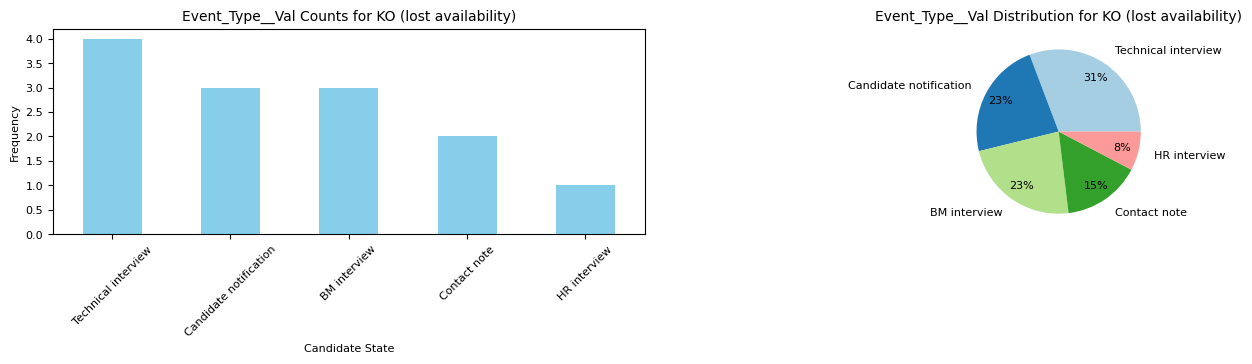 Event_Type__Val Counts for KO (lost availability)
4.0
3.5
3.0
2.5
2.0
1.5
1.0
0.5
0.0
Frequency
Technical interview
Candidate notification
BM interview
Contact note
HR interview
Candidate State
Event_Type__Val Distribution for KO (lost availability)
Technical interview
31%
Candidate notification
23%
BM interview
23%
Contact note
15%
HR interview
8%